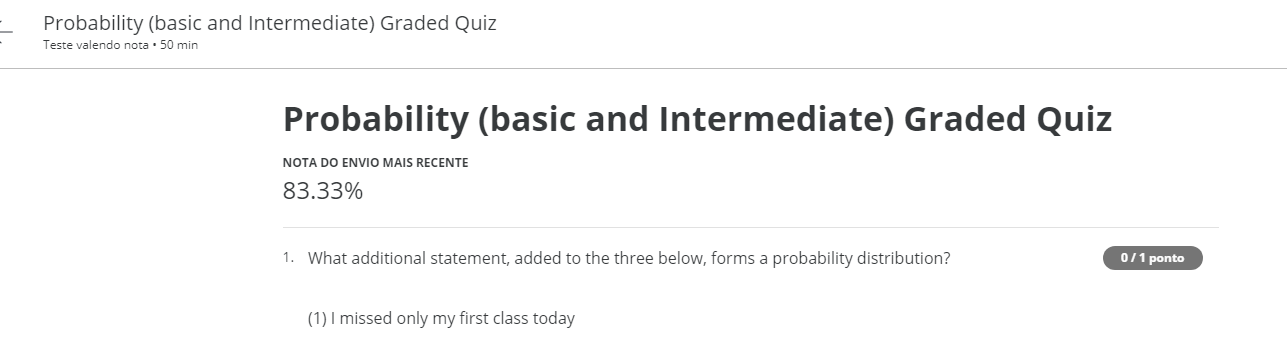 Probability (basic and Intermediate) Graded Quiz
Teste valendo nota • 50 min
Probability (basic and Intermediate) Graded Quiz
NOTA DO ENVIO MAIS RECENTE
83.33%
1. What additional statement, added to the three below, forms a probability distribution?
0 / 1 ponto
(1) I missed only my first class today